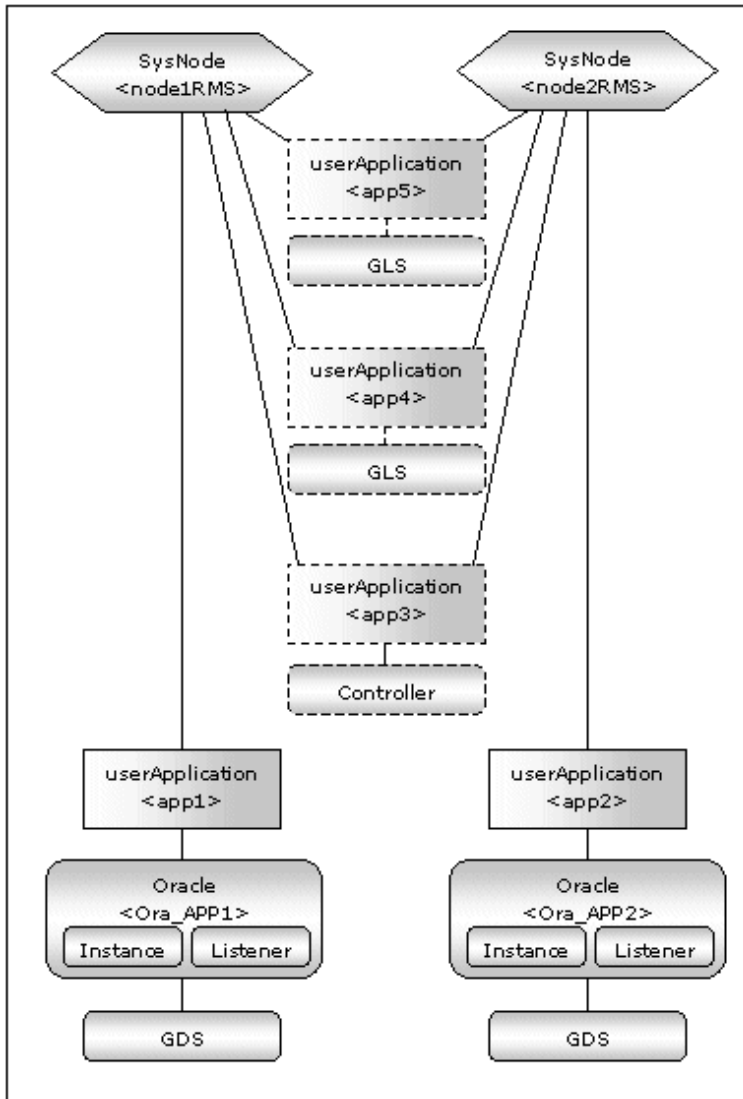 SysNode
<node1RMS>
SysNode
<node2RMS>
userApplication
<app5>
GLS
userApplication
<app4>
GLS
userApplication
<app3>
Controller
userApplication
<app1>
userApplication
<app2>
Oracle
<Ora_APP1>
Instance
Listener
Oracle
<Ora_APP2>
Instance
Listener
GDS
GDS